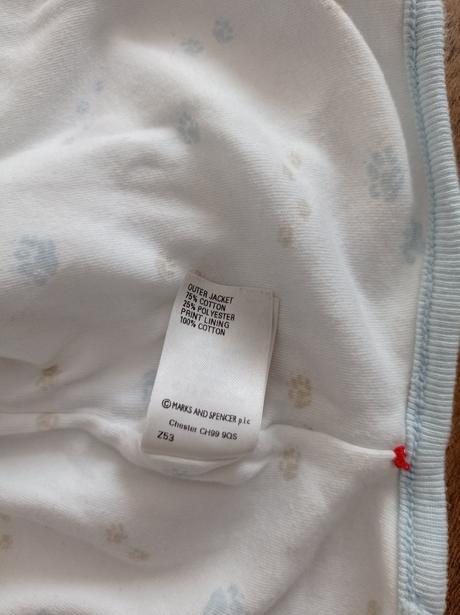 OUTER JACKET
75% COTTON
25% POLYESTER
PRINT LINING
100% COTTON
© MARKS AND SPENCER p.l.c
Chester CH99 9QS
Z53